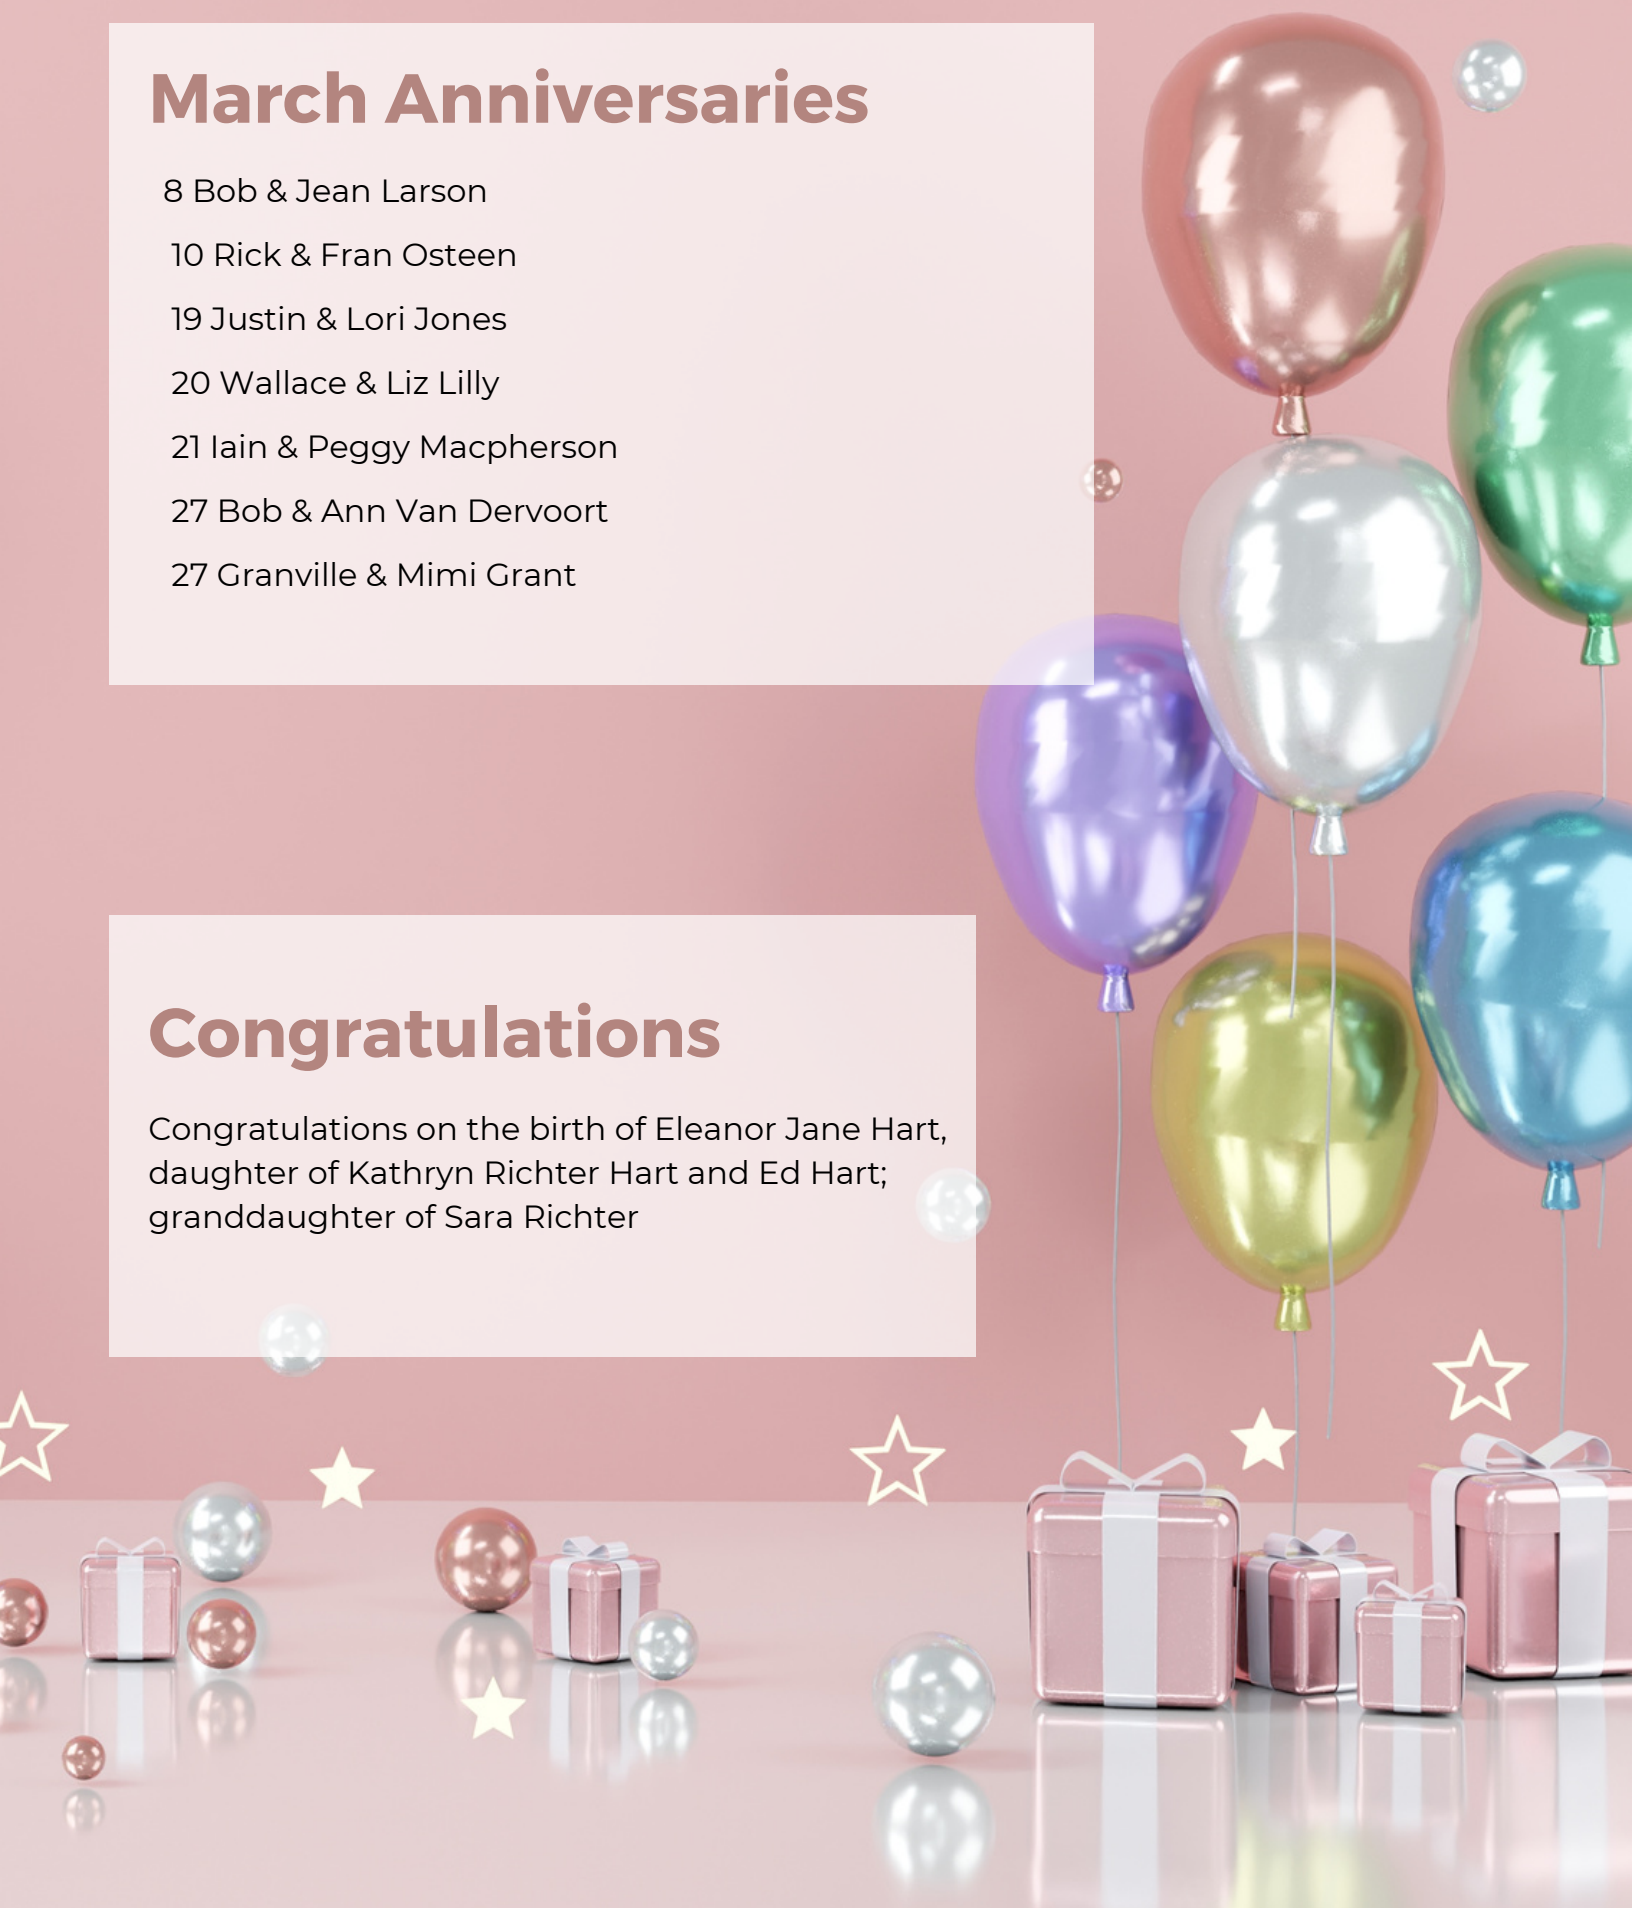 March Anniversaries
8 Bob & Jean Larson
10 Rick & Fran Osteen
19 Justin & Lori Jones
20 Wallace & Liz Lilly
21 Iain & Peggy Macpherson
27 Bob & Ann Van Dervoort
27 Granville & Mimi Grant
Congratulations
Congratulations on the birth of Eleanor Jane Hart,
daughter of Kathryn Richter Hart and Ed Hart;
granddaughter of Sara Richter